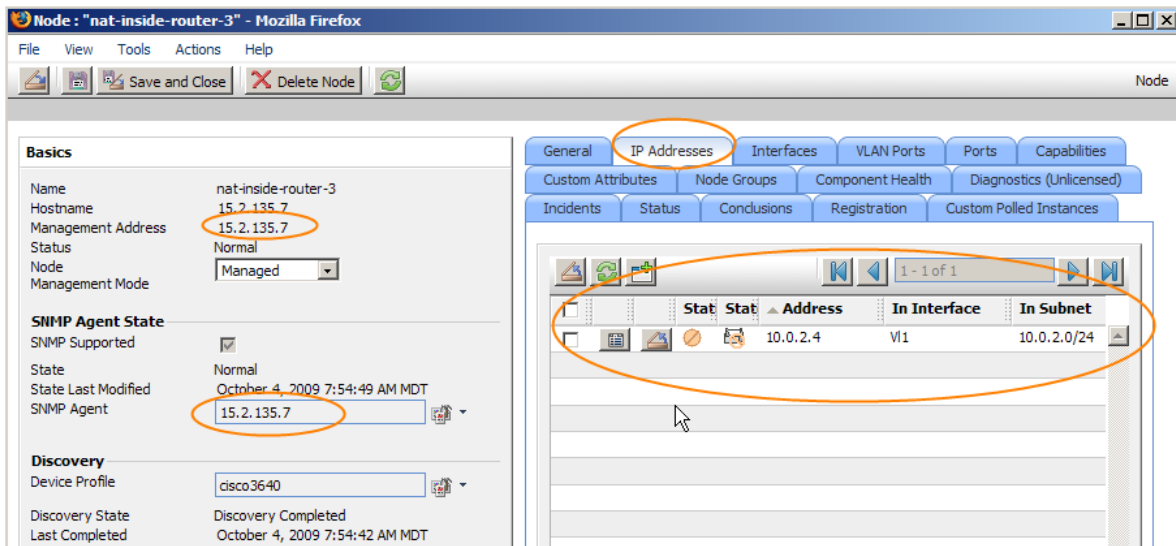 Node : "nat-inside-router-3" - Mozilla Firefox
File View Tools Actions Help
Save and Close Delete Node Node
Basics
Name nat-inside-router-3
Hostname 15.2.135.7
Management Address 15.2.135.7
Status Normal
Node Management Mode Managed
SNMP Agent State
SNMP Supported
State Normal
State Last Modified October 4, 2009 7:54:49 AM MDT
SNMP Agent 15.2.135.7
Discovery
Device Profile cisco3640
Discovery State Discovery Completed
Last Completed October 4, 2009 7:54:42 AM MDT
General IP Addresses Interfaces VLAN Ports Ports Capabilities
Custom Attributes Node Groups Component Health Diagnostics (Unlicensed)
Incidents Status Conclusions Registration Custom Polled Instances
1 - 1 of 1
Stat Stat Address In Interface In Subnet
10.0.2.4 Vl1 10.0.2.0/24